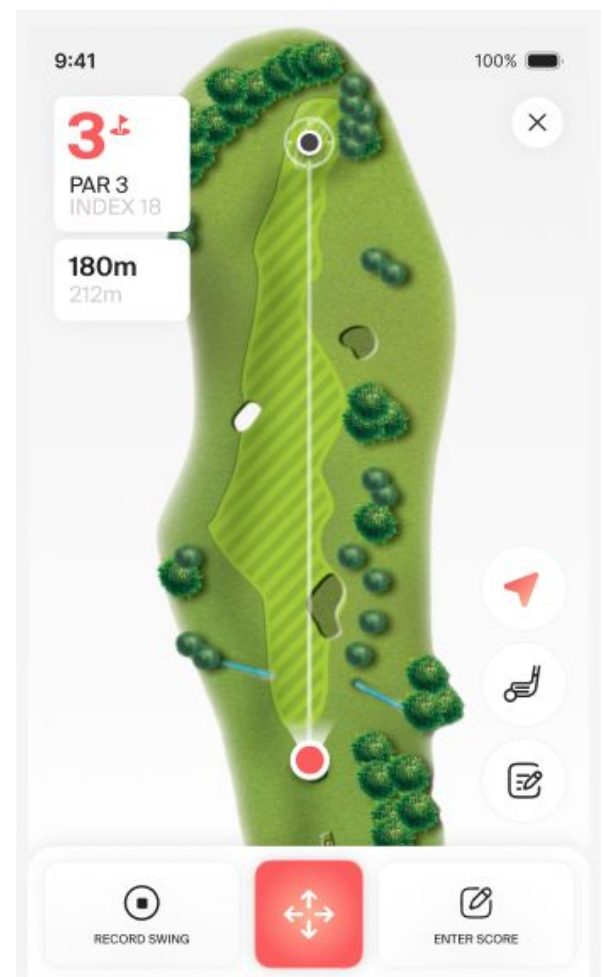 9:41
100%
3
PAR 3
INDEX 18
180m
212m
RECORD SWING
ENTER SCORE